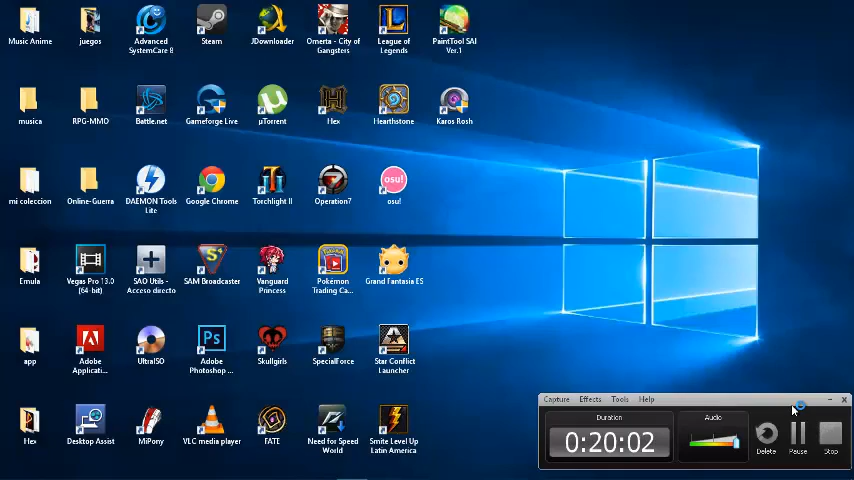 Music Anime
juegos
Advanced
SystemCare 8
Steam
JDownloader
Omerta - City of
Gangsters
League of
Legends
PaintTool SAI
Ver.1
musica
RPG-MMO
Battle.net
Gameforge Live
µTorrent
Hex
Hearthstone
Karos Rosh
mi coleccion
Online-Guerra
DAEMON Tools
Lite
Google Chrome
Torchlight II
Operation7
osu!
osu!
Emula
Vegas Pro 13.0
(64-bit)
SAO Utils -
Acceso directo
SAM Broadcaster
Vanguard
Princess
Pokémon
Trading Ca...
Grand Fantasia ES
app
Adobe
Applicati...
UltraISO
Ps
Adobe
Photoshop ...
Skullgirls
SpecialForce
Star Conflict
Launcher
Hex
Desktop Assist
MiPony
VLC media player
FATE
Need for Speed
World
Smite Level Up
Latin America
Capture Effects Tools Help
Duration
0:20:02
Audio
Delete
Pause
Stop